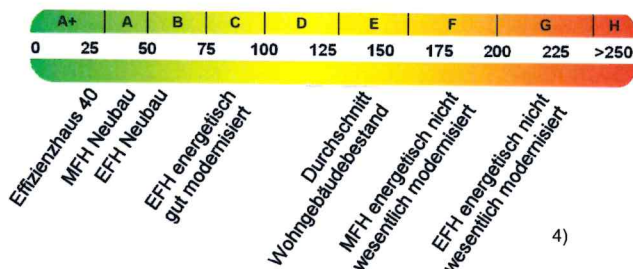 A+ A B C D E F G H
0 25 50 75 100 125 150 175 200 225 >250
Effizienzhaus 40
MFH Neubau
EFH Neubau
EFH energetisch
gut modernisiert
Durchschnitt
Wohngebäudebestand
MFH energetisch nicht
wesentlich modernisiert
EFH energetisch nicht
wesentlich modernisiert
4)